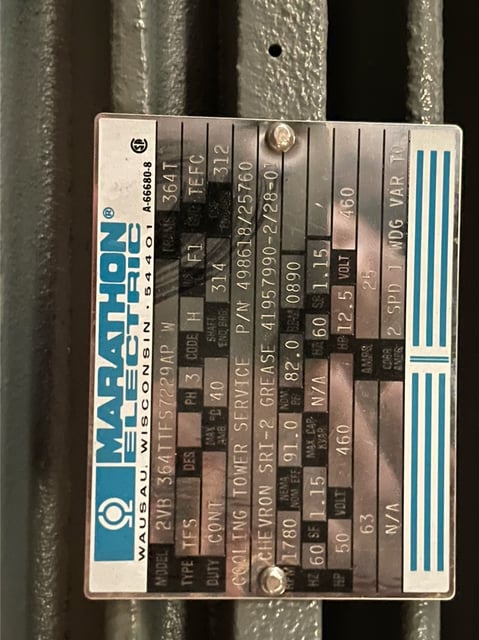 MARATHON®
ELECTRIC A-66680-8
WAUSAU, WISCONSIN • 54401
MODEL 2VB 364TTFS7229AP W FRAME 364T
TYPE TFS DES PH 3 CODE H INS F1 ENCL TEFC
DUTY CONT MAX °C AMB. 40 SHAFT END BRG. 314 OPP. END BRG. 312
COOLING TOWER SERVICE P/N 498618/25760
CHEVRON SRI-2 GREASE 41957990-2/28-01
RPM 1780 NEMA NOM. EFF 91.0 NOM. PF 82.0 RPM 0890
HZ 60 SF 1.15 MAX. CAP. KVAR N/A HZ 60 SF 1.15
HP 50 VOLT 460 HP 12.5 VOLT 460
63 AMPS 25
N/A CORR AMPS 2 SPD 1 WDG VAR TQ